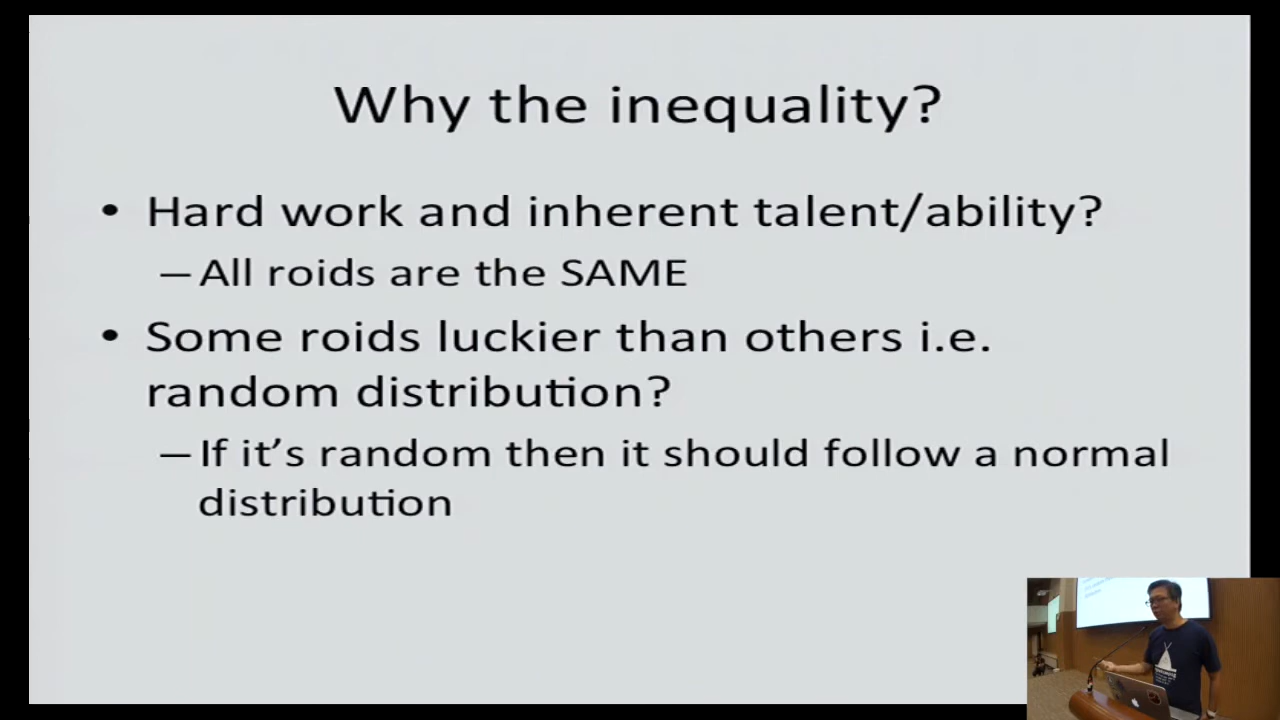 Why the inequality?
• Hard work and inherent talent/ability?
—All roids are the SAME
• Some roids luckier than others i.e.
random distribution?
—If it's random then it should follow a normal
distribution